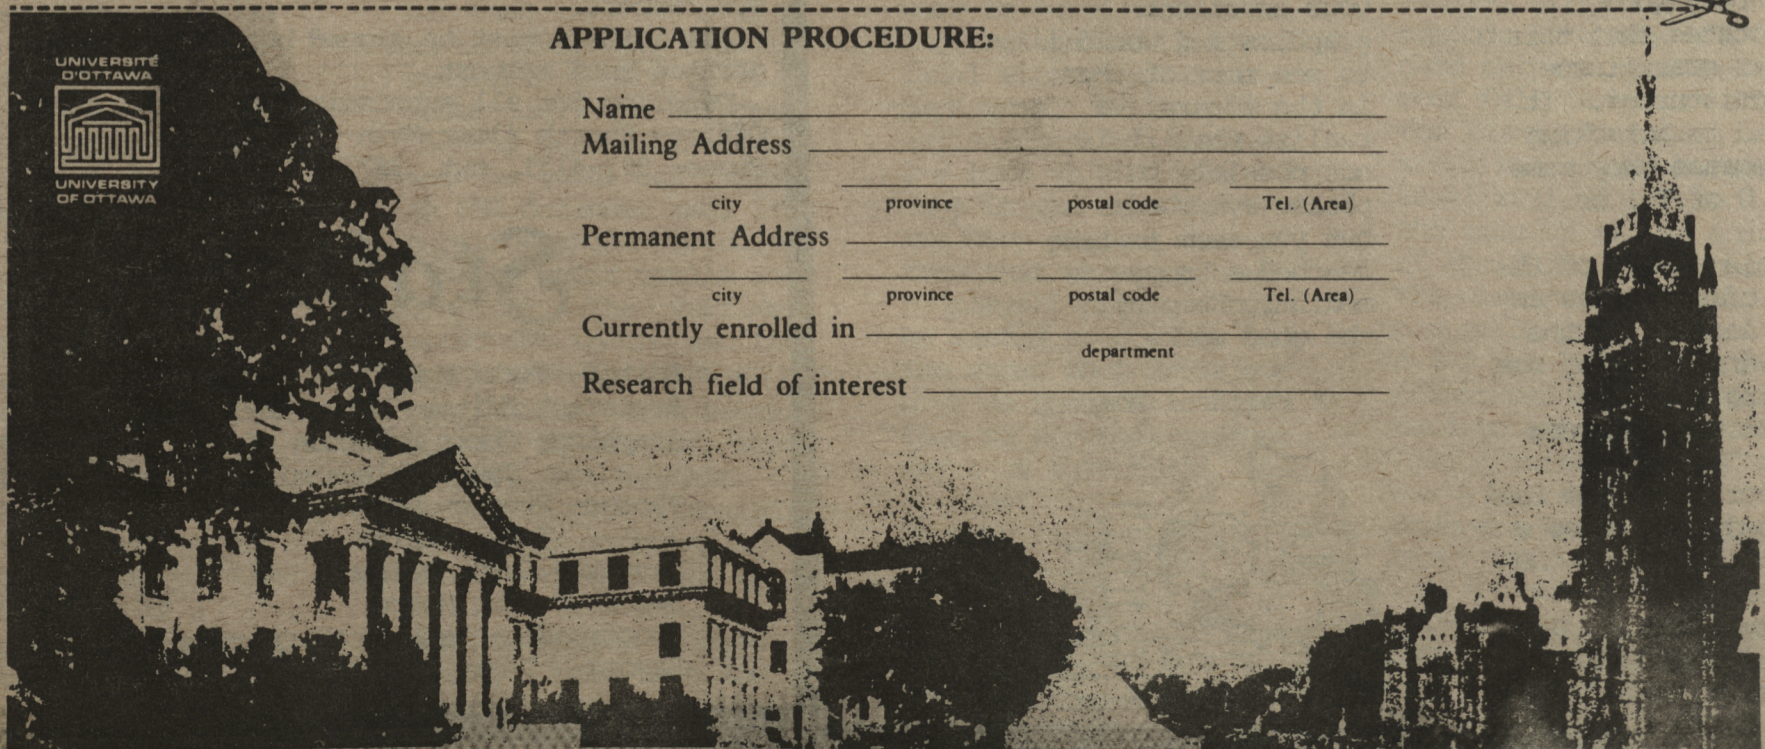 UNIVERSITÉ
D'OTTAWA
UNIVERSITY
OF OTTAWA
APPLICATION PROCEDURE:
Name
Mailing Address
city province postal code Tel. (Area)
Permanent Address
city province postal code Tel. (Area)
Currently enrolled in
department
Research field of interest